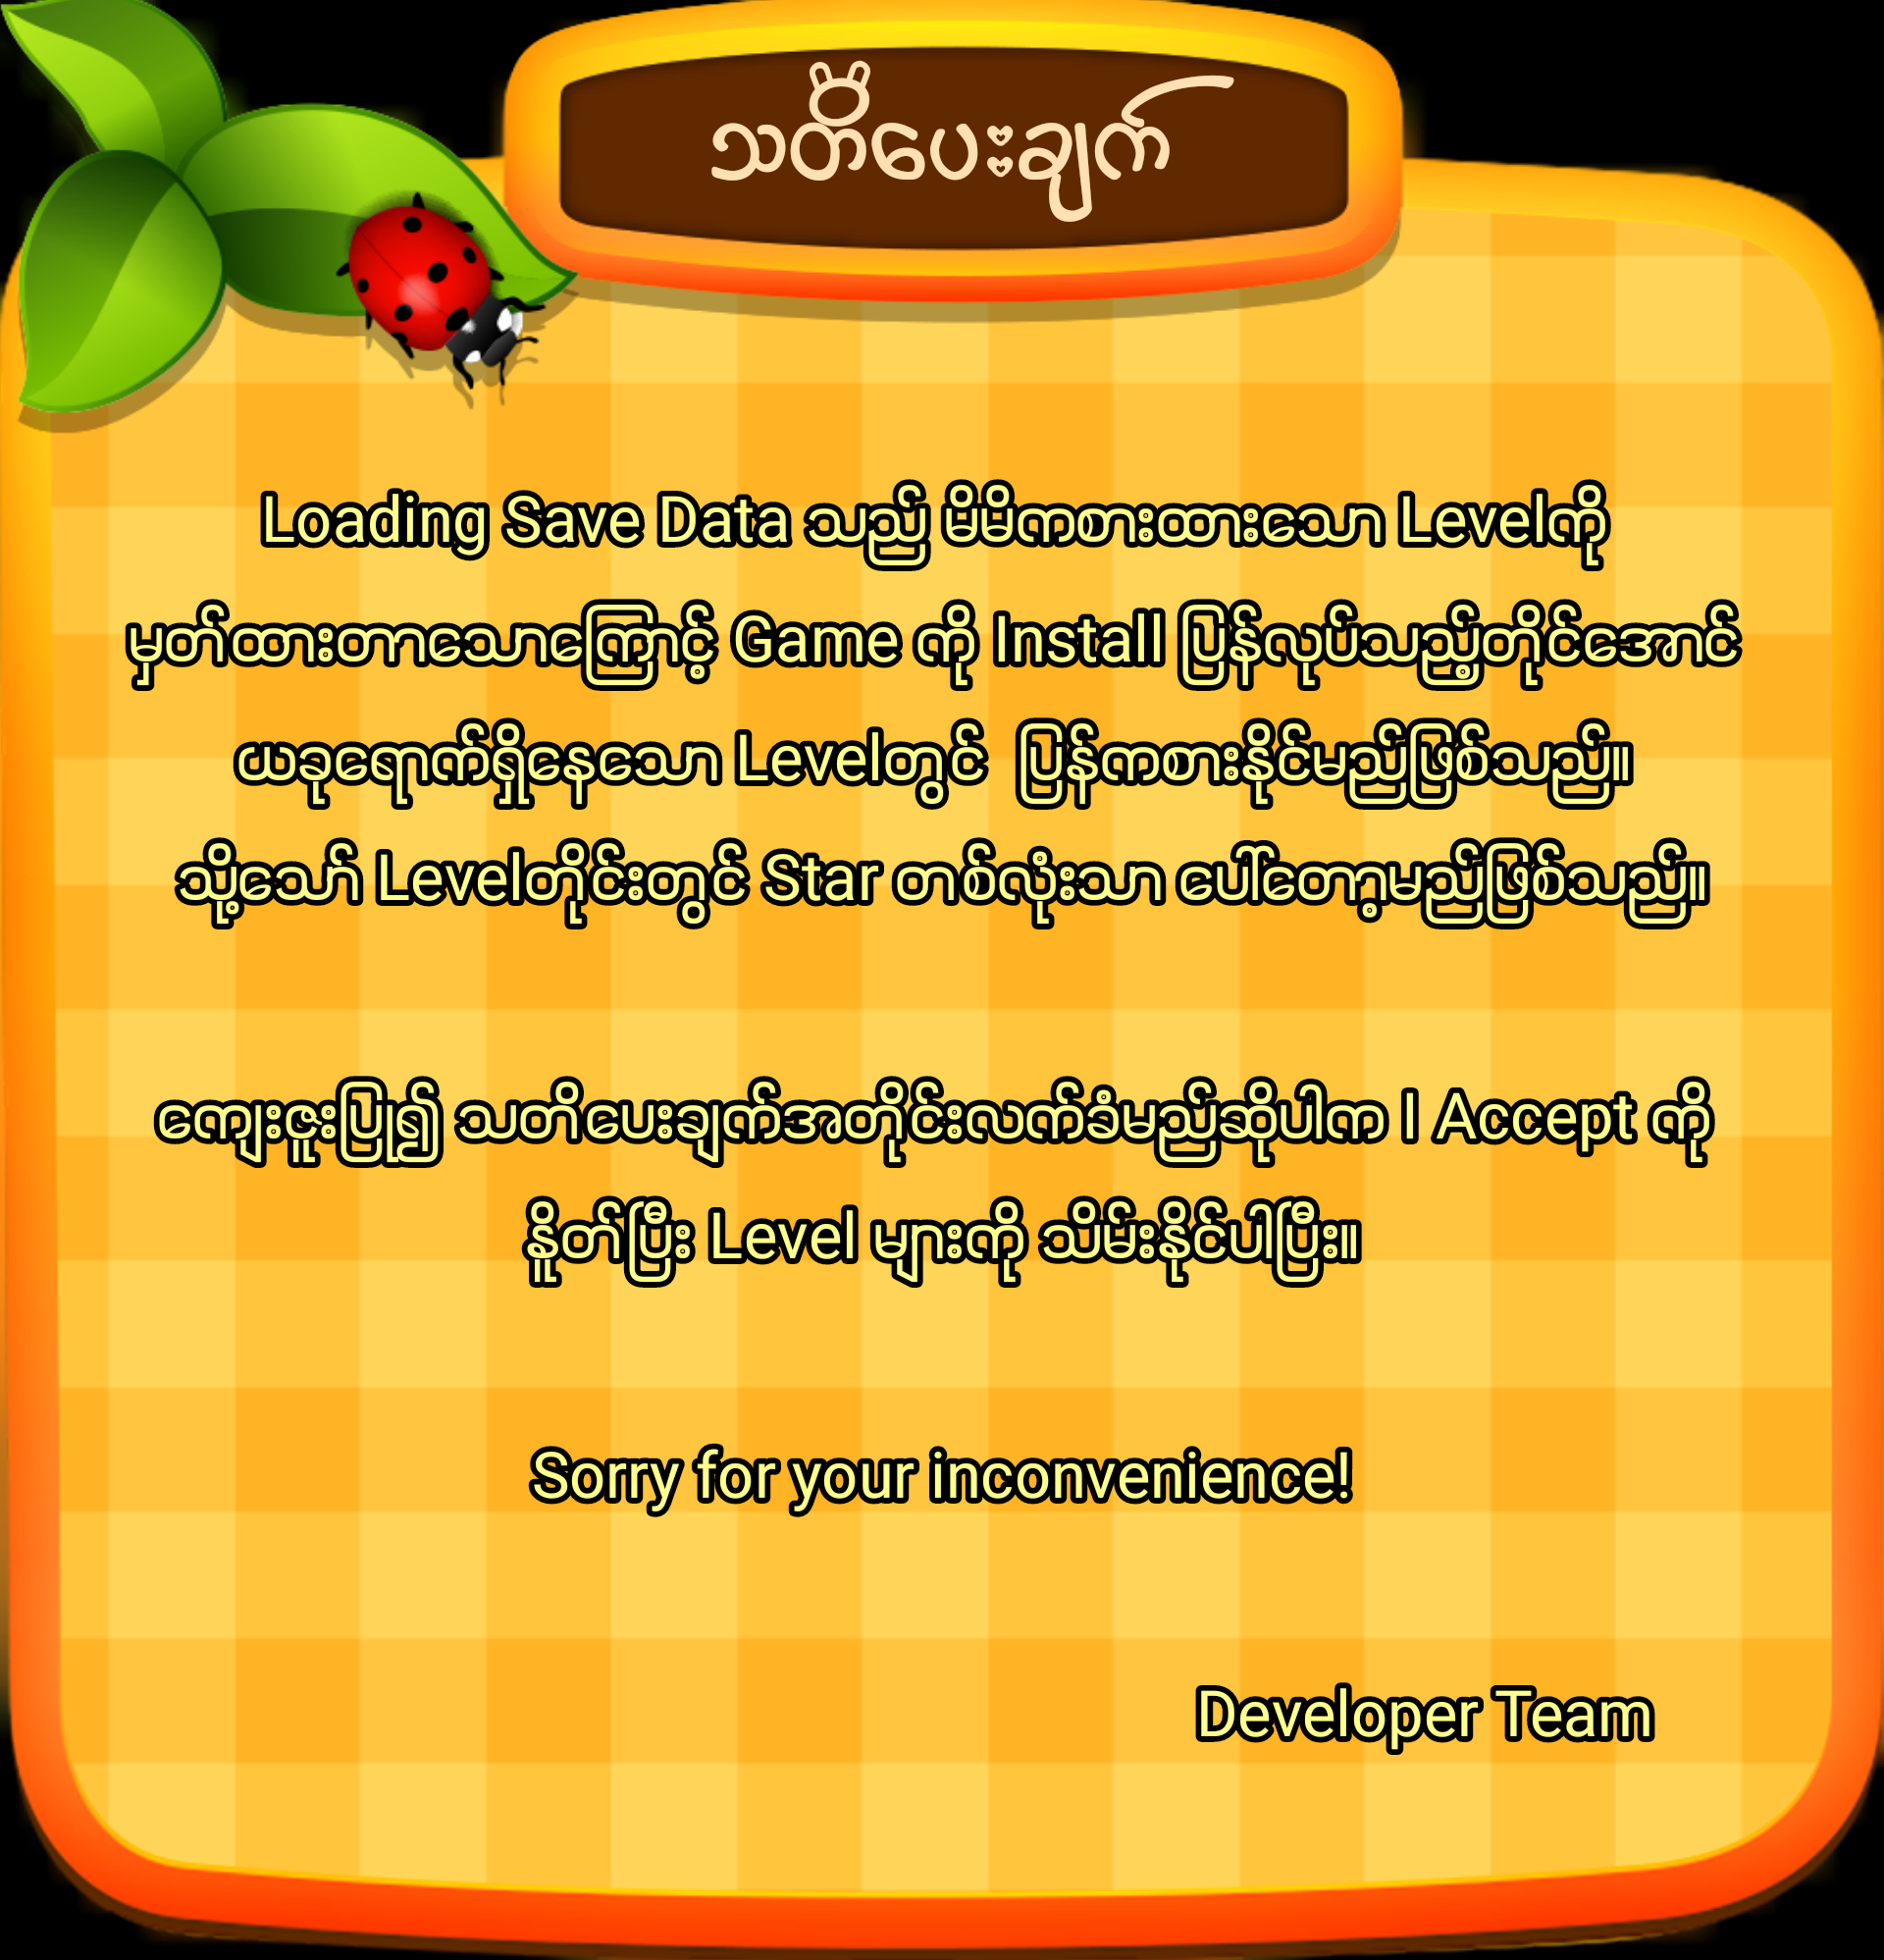 သတိပေးချက်
Loading Save Data သည် မိမိကစားထားသော Levelကို
မှတ်ထားတာသောကြောင့် Game ကို Install ပြန်လုပ်သည့်တိုင်အောင်
ယခုရောက်ရှိနေသော Levelတွင် ပြန်ကစားနိုင်မည်ဖြစ်သည်။
သို့သော် Levelတိုင်းတွင် Star တစ်လုံးသာ ပေါ်တော့မည်ဖြစ်သည်။
ကျေးဇူးပြု၍ သတိပေးချက်အတိုင်းလက်ခံမည်ဆိုပါက I Accept ကို
နှိူတ်ပြီး Level များကို သိမ်းနိုင်ပါပြီး။
Sorry for your inconvenience!
Developer Team